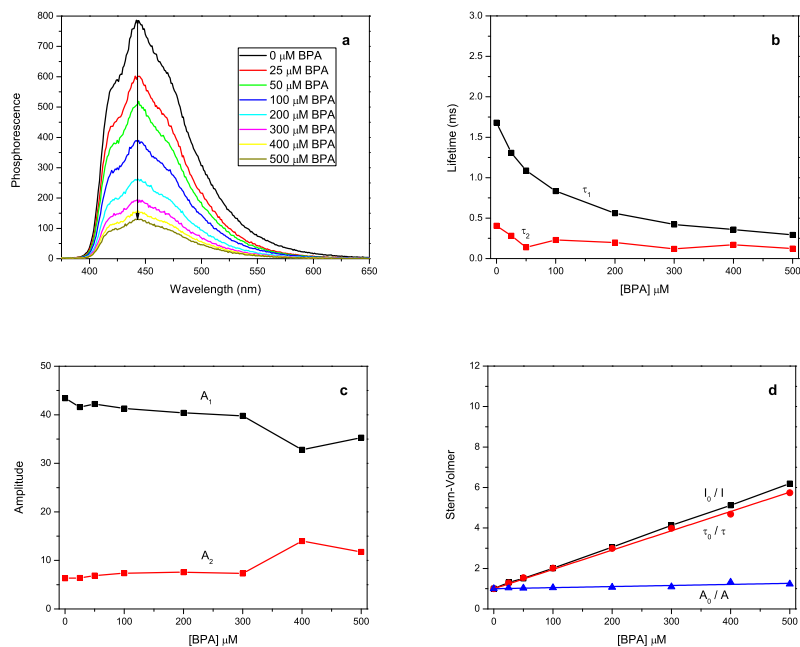 a
800
700
600
500
400
300
200
100
0
Phosphorescence
400
450
500
550
600
650
Wavelength (nm)
0 μM BPA
25 μM BPA
50 μM BPA
100 μM BPA
200 μM BPA
300 μM BPA
400 μM BPA
500 μM BPA
b
3.0
2.5
2.0
1.5
1.0
0.5
0.0
Lifetime (ms)
τ1
τ2
0
100
200
300
400
500
[BPA] μM
c
50
40
30
20
10
0
Amplitude
A1
A2
0
100
200
300
400
500
[BPA] μM
d
12
10
8
6
4
2
0
Stern-Volmer
I0 / I
τ0 / τ
A0 / A
0
100
200
300
400
500
[BPA] μM